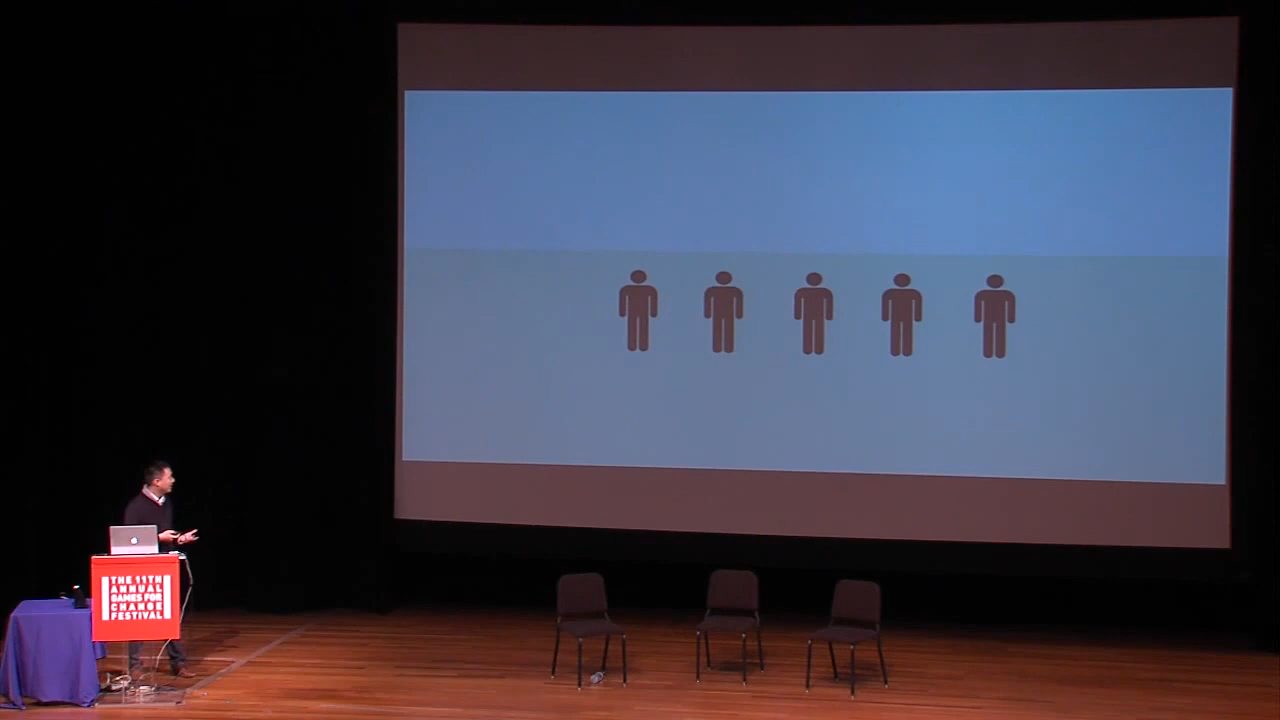 THE 11TH
ANNUAL
GAMES FOR
CHANGE
FESTIVAL